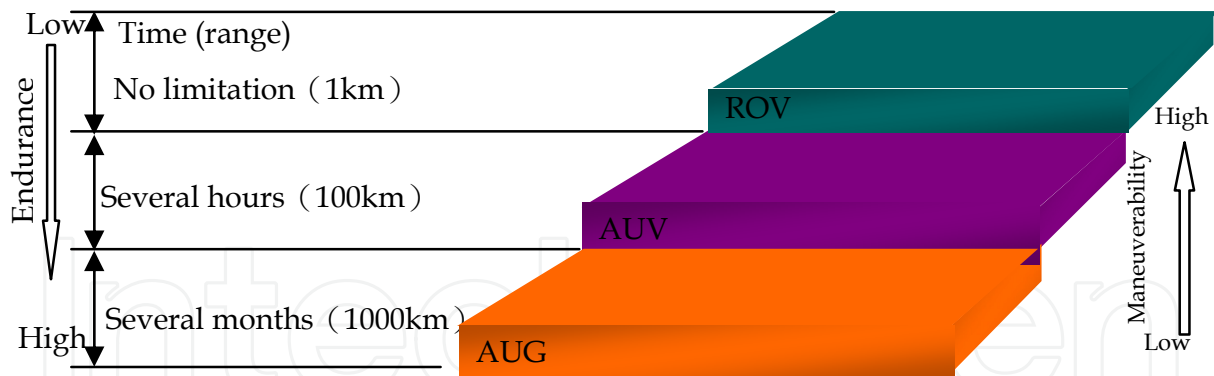 Low
Time (range)
No limitation（1km）
ROV
High
Endurance
Several hours（100km）
Maneuverability
AUV
Several months（1000km）
High
AUG
Low